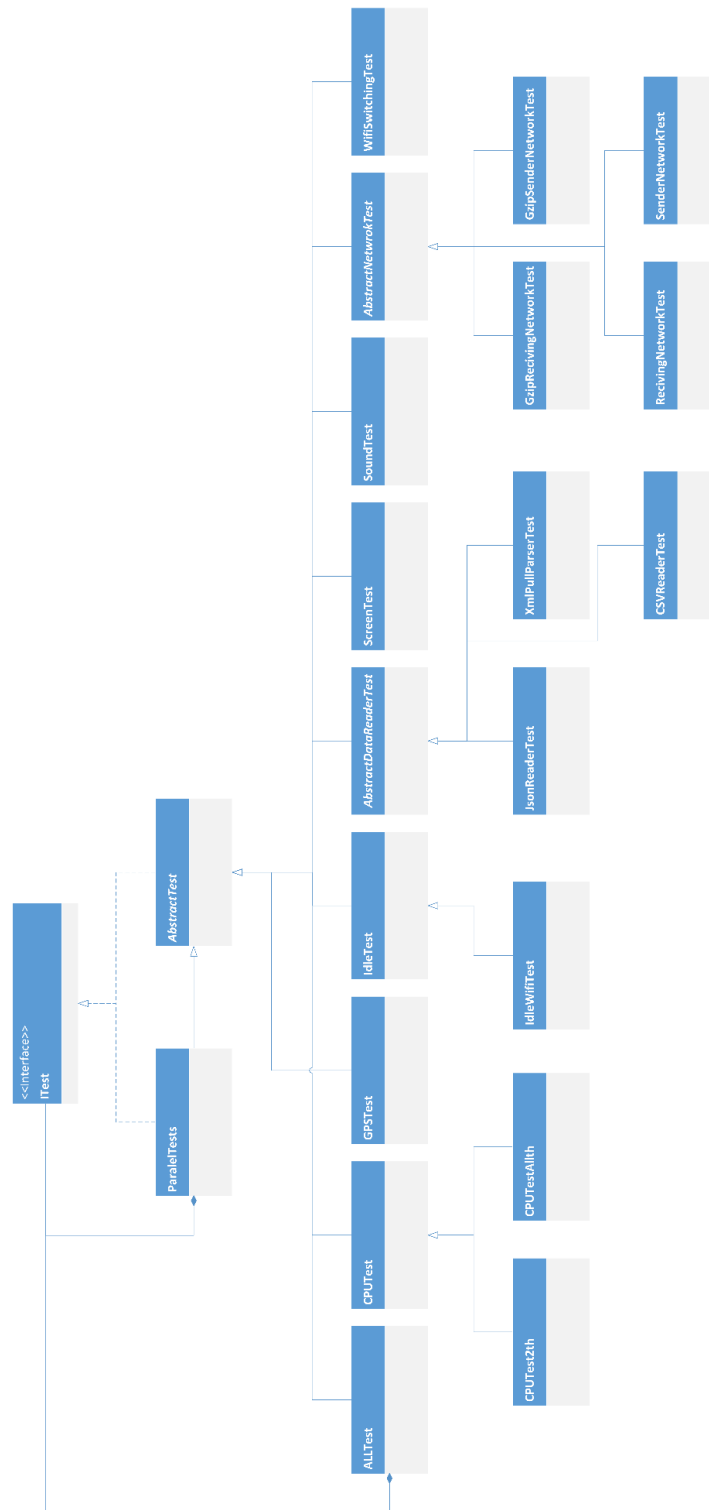 <<Interface>>
ITest
ParalelTests
AbstractTest
ALLTest
CPUTest
GPSTest
IdleTest
AbstractDataReaderTest
ScreenTest
SoundTest
AbstractNetwrokTest
WifiSwitchingTest
CPUTest2th
CPUTestAllth
IdleWifiTest
JsonReaderTest
XmlPullParserTest
GzipRecivingNetworkTest
GzipSenderNetworkTest
CSVReaderTest
RecivingNetworkTest
SenderNetworkTest